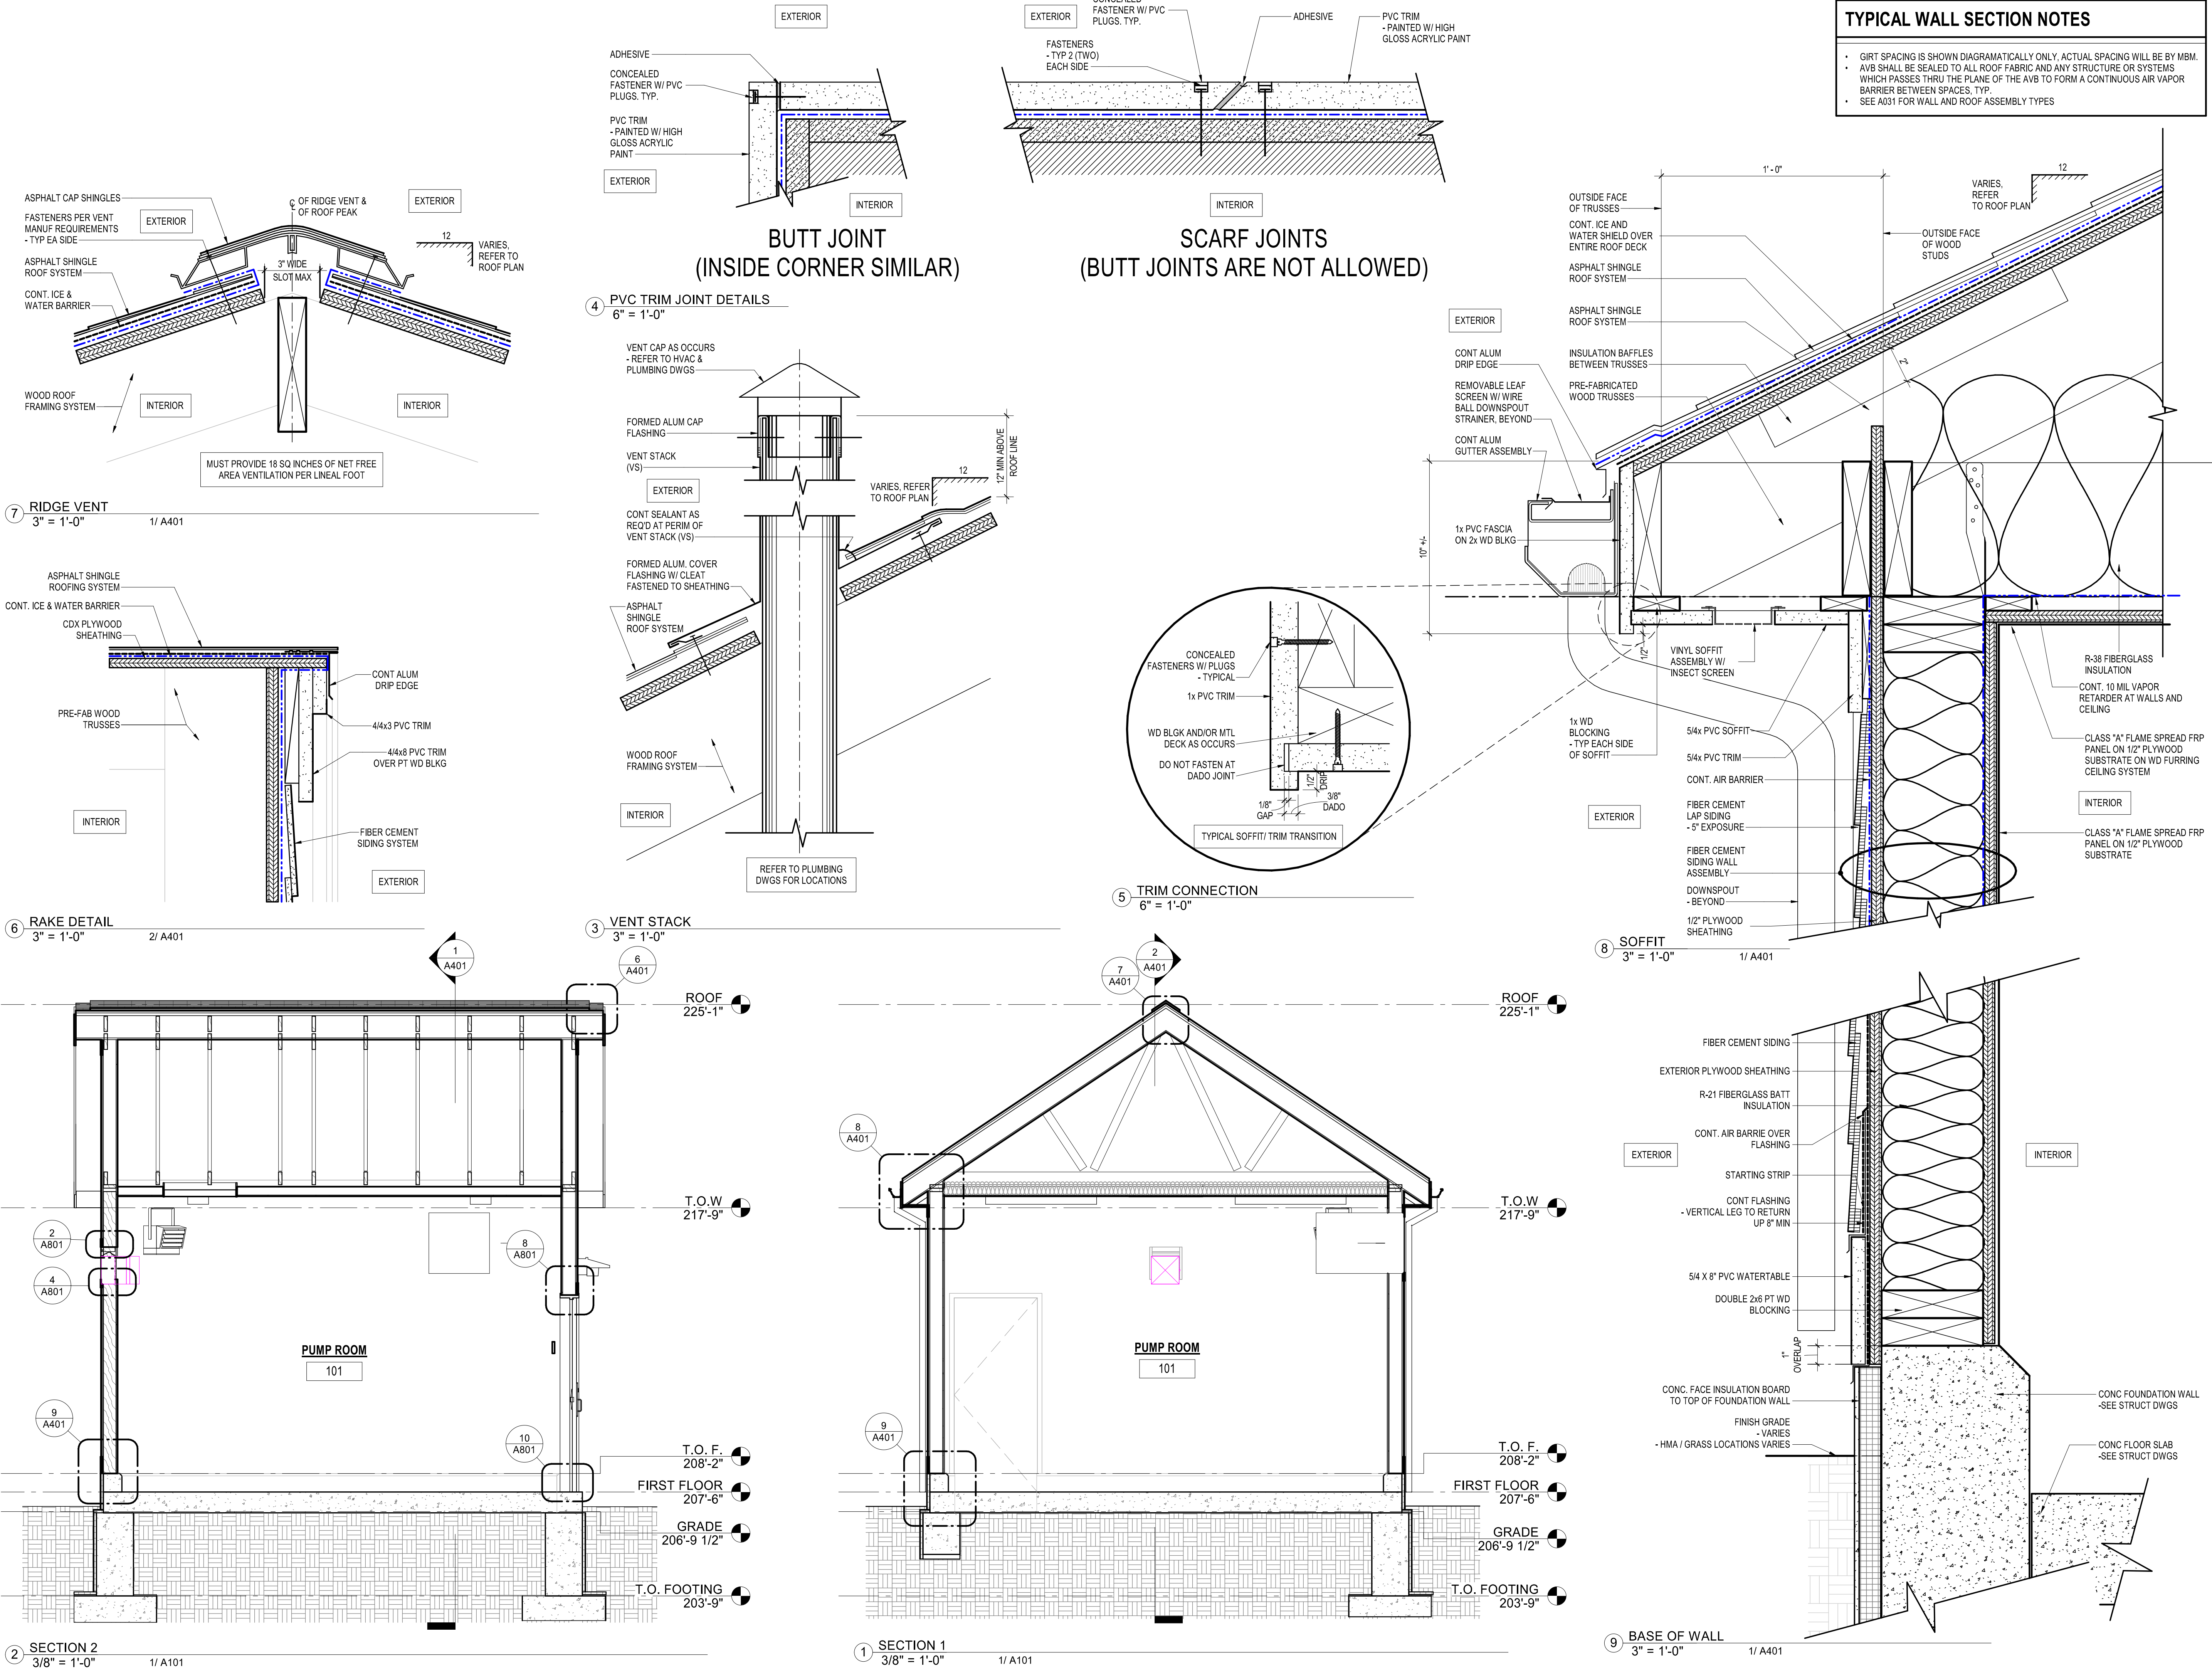 TYPICAL WALL SECTION NOTES
• GIRT SPACING IS SHOWN DIAGRAMATICALLY ONLY, ACTUAL SPACING WILL BE BY MBM.
• AVB SHALL BE SEALED TO ALL ROOF FABRIC AND ANY STRUCTURE OR SYSTEMS
WHICH PASSES THRU THE PLANE OF THE AVB TO FORM A CONTINUOUS AIR VAPOR
BARRIER BETWEEN SPACES, TYP.
• SEE A031 FOR WALL AND ROOF ASSEMBLY TYPES
EXTERIOR
ADHESIVE
CONCEALED
FASTENER W/ PVC
PLUGS. TYP.
PVC TRIM
- PAINTED W/ HIGH
GLOSS ACRYLIC
PAINT
EXTERIOR
INTERIOR
BUTT JOINT
(INSIDE CORNER SIMILAR)
EXTERIOR
CONCEALED
FASTENER W/ PVC
PLUGS. TYP.
FASTENERS
- TYP 2 (TWO)
EACH SIDE
ADHESIVE
PVC TRIM
- PAINTED W/ HIGH
GLOSS ACRYLIC PAINT
INTERIOR
SCARF JOINTS
(BUTT JOINTS ARE NOT ALLOWED)
4 PVC TRIM JOINT DETAILS
6" = 1'-0"
ASPHALT CAP SHINGLES
FASTENERS PER VENT
MANUF REQUIREMENTS
- TYP EA SIDE
ASPHALT SHINGLE
ROOF SYSTEM
CONT. ICE &
WATER BARRIER
WOOD ROOF
FRAMING SYSTEM
EXTERIOR
OF RIDGE VENT &
OF ROOF PEAK
EXTERIOR
12
VARIES,
REFER TO
ROOF PLAN
3" WIDE
SLOT MAX
INTERIOR
INTERIOR
MUST PROVIDE 18 SQ INCHES OF NET FREE
AREA VENTILATION PER LINEAL FOOT
7 RIDGE VENT
3" = 1'-0" 1/ A401
ASPHALT SHINGLE
ROOFING SYSTEM
CONT. ICE & WATER BARRIER
CDX PLYWOOD
SHEATHING
PRE-FAB WOOD
TRUSSES
INTERIOR
CONT ALUM
DRIP EDGE
4/4x3 PVC TRIM
4/4x8 PVC TRIM
OVER PT WD BLKG
FIBER CEMENT
SIDING SYSTEM
EXTERIOR
6 RAKE DETAIL
3" = 1'-0" 2/ A401
VENT CAP AS OCCURS
- REFER TO HVAC &
PLUMBING DWGS
FORMED ALUM CAP
FLASHING
VENT STACK
(VS)
EXTERIOR
CONT SEALANT AS
REQ'D AT PERIM OF
VENT STACK (VS)
FORMED ALUM. COVER
FLASHING W/ CLEAT
FASTENED TO SHEATHING
ASPHALT
SHINGLE
ROOF SYSTEM
WOOD ROOF
FRAMING SYSTEM
INTERIOR
12" MIN ABOVE
ROOF LINE
12
VARIES, REFER
TO ROOF PLAN
REFER TO PLUMBING
DWGS FOR LOCATIONS
3 VENT STACK
3" = 1'-0"
CONCEALED
FASTENERS W/ PLUGS
- TYPICAL
1x PVC TRIM
WD BLGK AND/OR MTL
DECK AS OCCURS
DO NOT FASTEN AT
DADO JOINT
1/8"
GAP
1/2"
DRIP
3/8"
DADO
TYPICAL SOFFIT/ TRIM TRANSITION
5 TRIM CONNECTION
6" = 1'-0"
1' - 0"
12
VARIES,
REFER
TO ROOF PLAN
OUTSIDE FACE
OF TRUSSES
CONT. ICE AND
WATER SHIELD OVER
ENTIRE ROOF DECK
ASPHALT SHINGLE
ROOF SYSTEM
ASPHALT SHINGLE
ROOF SYSTEM
INSULATION BAFFLES
BETWEEN TRUSSES
PRE-FABRICATED
WOOD TRUSSES
OUTSIDE FACE
OF WOOD
STUDS
2"
EXTERIOR
CONT ALUM
DRIP EDGE
REMOVABLE LEAF
SCREEN W/ WIRE
BALL DOWNSPOUT
STRAINER, BEYOND
CONT ALUM
GUTTER ASSEMBLY
1x PVC FASCIA
ON 2x WD BLKG
10" +/-
1/2"
VINYL SOFFIT
ASSEMBLY W/
INSECT SCREEN
1x WD
BLOCKING
- TYP EACH SIDE
OF SOFFIT
5/4x PVC SOFFIT
5/4x PVC TRIM
CONT. AIR BARRIER
FIBER CEMENT
LAP SIDING
- 5" EXPOSURE
FIBER CEMENT
SIDING WALL
ASSEMBLY
DOWNSPOUT
- BEYOND
1/2" PLYWOOD
SHEATHING
EXTERIOR
R-38 FIBERGLASS
INSULATION
CONT. 10 MIL VAPOR
RETARDER AT WALLS AND
CEILING
CLASS "A" FLAME SPREAD FRP
PANEL ON 1/2" PLYWOOD
SUBSTRATE ON WD FURRING
CEILING SYSTEM
INTERIOR
CLASS "A" FLAME SPREAD FRP
PANEL ON 1/2" PLYWOOD
SUBSTRATE
8 SOFFIT
3" = 1'-0" 1/ A401
1
A401
6
A401
2
A801
4
A801
8
A801
9
A401
10
A801
PUMP ROOM
101
ROOF
225'-1"
T.O.W
217'-9"
T.O. F.
208'-2"
FIRST FLOOR
207'-6"
GRADE
206'-9 1/2"
T.O. FOOTING
203'-9"
2 SECTION 2
3/8" = 1'-0" 1/ A101
7
A401
2
A401
8
A401
9
A401
PUMP ROOM
101
ROOF
225'-1"
T.O.W
217'-9"
T.O. F.
208'-2"
FIRST FLOOR
207'-6"
GRADE
206'-9 1/2"
T.O. FOOTING
203'-9"
1 SECTION 1
3/8" = 1'-0" 1/ A101
FIBER CEMENT SIDING
EXTERIOR PLYWOOD SHEATHING
R-21 FIBERGLASS BATT
INSULATION
CONT. AIR BARRIE OVER
FLASHING
EXTERIOR
STARTING STRIP
CONT FLASHING
- VERTICAL LEG TO RETURN
UP 8" MIN
5/4 X 8" PVC WATERTABLE
DOUBLE 2x6 PT WD
BLOCKING
1"
OVERLAP
CONC. FACE INSULATION BOARD
TO TOP OF FOUNDATION WALL
FINISH GRADE
- VARIES
- HMA / GRASS LOCATIONS VARIES
INTERIOR
CONC FOUNDATION WALL
-SEE STRUCT DWGS
CONC FLOOR SLAB
-SEE STRUCT DWGS
9 BASE OF WALL
3" = 1'-0" 1/ A401